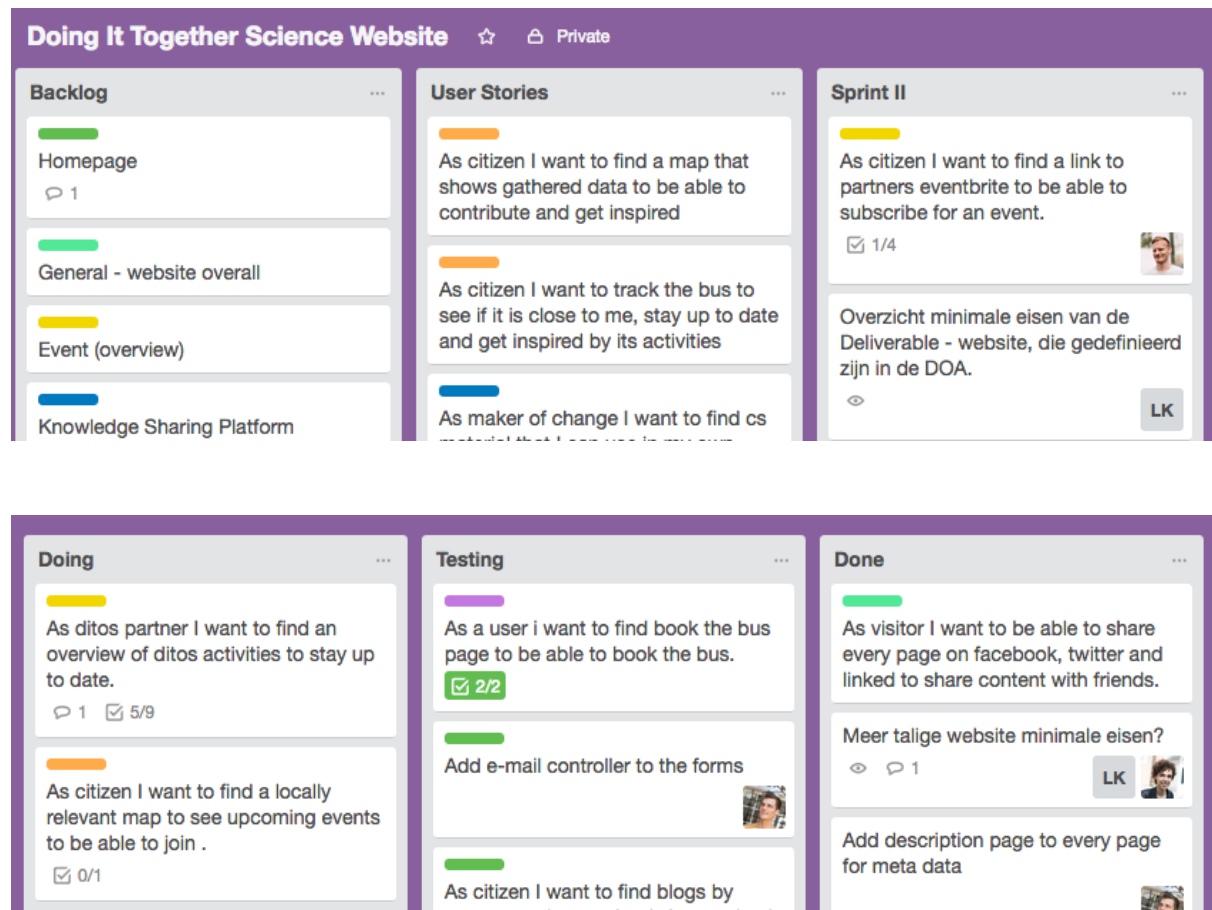 Doing It Together Science Website
Private
Backlog
Homepage
1
General - website overall
Event (overview)
Knowledge Sharing Platform
User Stories
As citizen I want to find a map that
shows gathered data to be able to
contribute and get inspired
As citizen I want to track the bus to
see if it is close to me, stay up to date
and get inspired by its activities
As maker of change I want to find cs
material that I can use in my own
Sprint II
As citizen I want to find a link to
partners eventbrite to be able to
subscribe for an event.
1/4
Overzicht minimale eisen van de
Deliverable - website, die gedefinieerd
zijn in de DOA.
LK
Doing
As ditos partner I want to find an
overview of ditos activities to stay up
to date.
1 5/9
As citizen I want to find a locally
relevant map to see upcoming events
to be able to join .
0/1
Testing
As a user i want to find book the bus
page to be able to book the bus.
2/2
Add e-mail controller to the forms
As citizen I want to find blogs by
Done
As visitor I want to be able to share
every page on facebook, twitter and
linked to share content with friends.
Meer talige website minimale eisen?
1
LK
Add description page to every page
for meta data